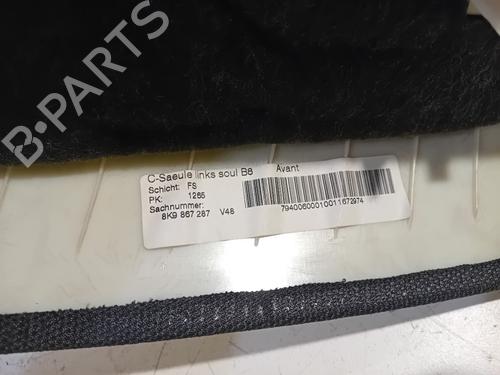 B-PARTS
C-Saeule links soul B8 Avant
Schicht: FS
PK: 1265
Sachnummer:
8K9 867 287 V48
79400600010011672974